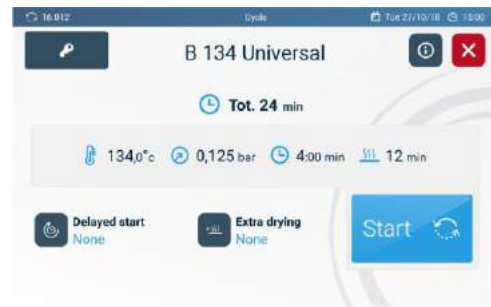 16.012 Cycle Tue 27/10/18 15:00
B 134 Universal
Tot. 24 min
134,0°c 0,125 bar 4:00 min 12 min
Delayed start
None
Extra drying
None
Start